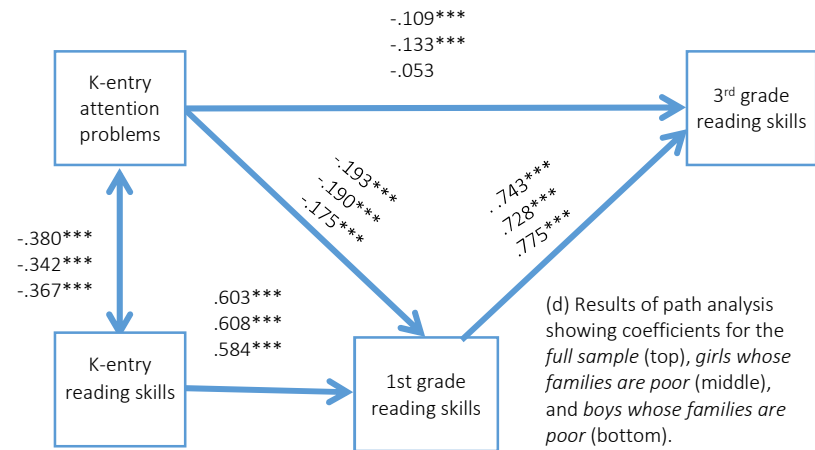 -.109***
-.133***
-.053
K-entry
attention
problems
3rd grade
reading skills
-.193***
-.190***
-.175***
. .743***
.728***
.775***
-.380***
-.342***
-.367***
.603***
.608***
.584***
K-entry
reading skills
1st grade
reading skills
(d) Results of path analysis
showing coefficients for the
full sample (top), girls whose
families are poor (middle),
and boys whose families are
poor (bottom).